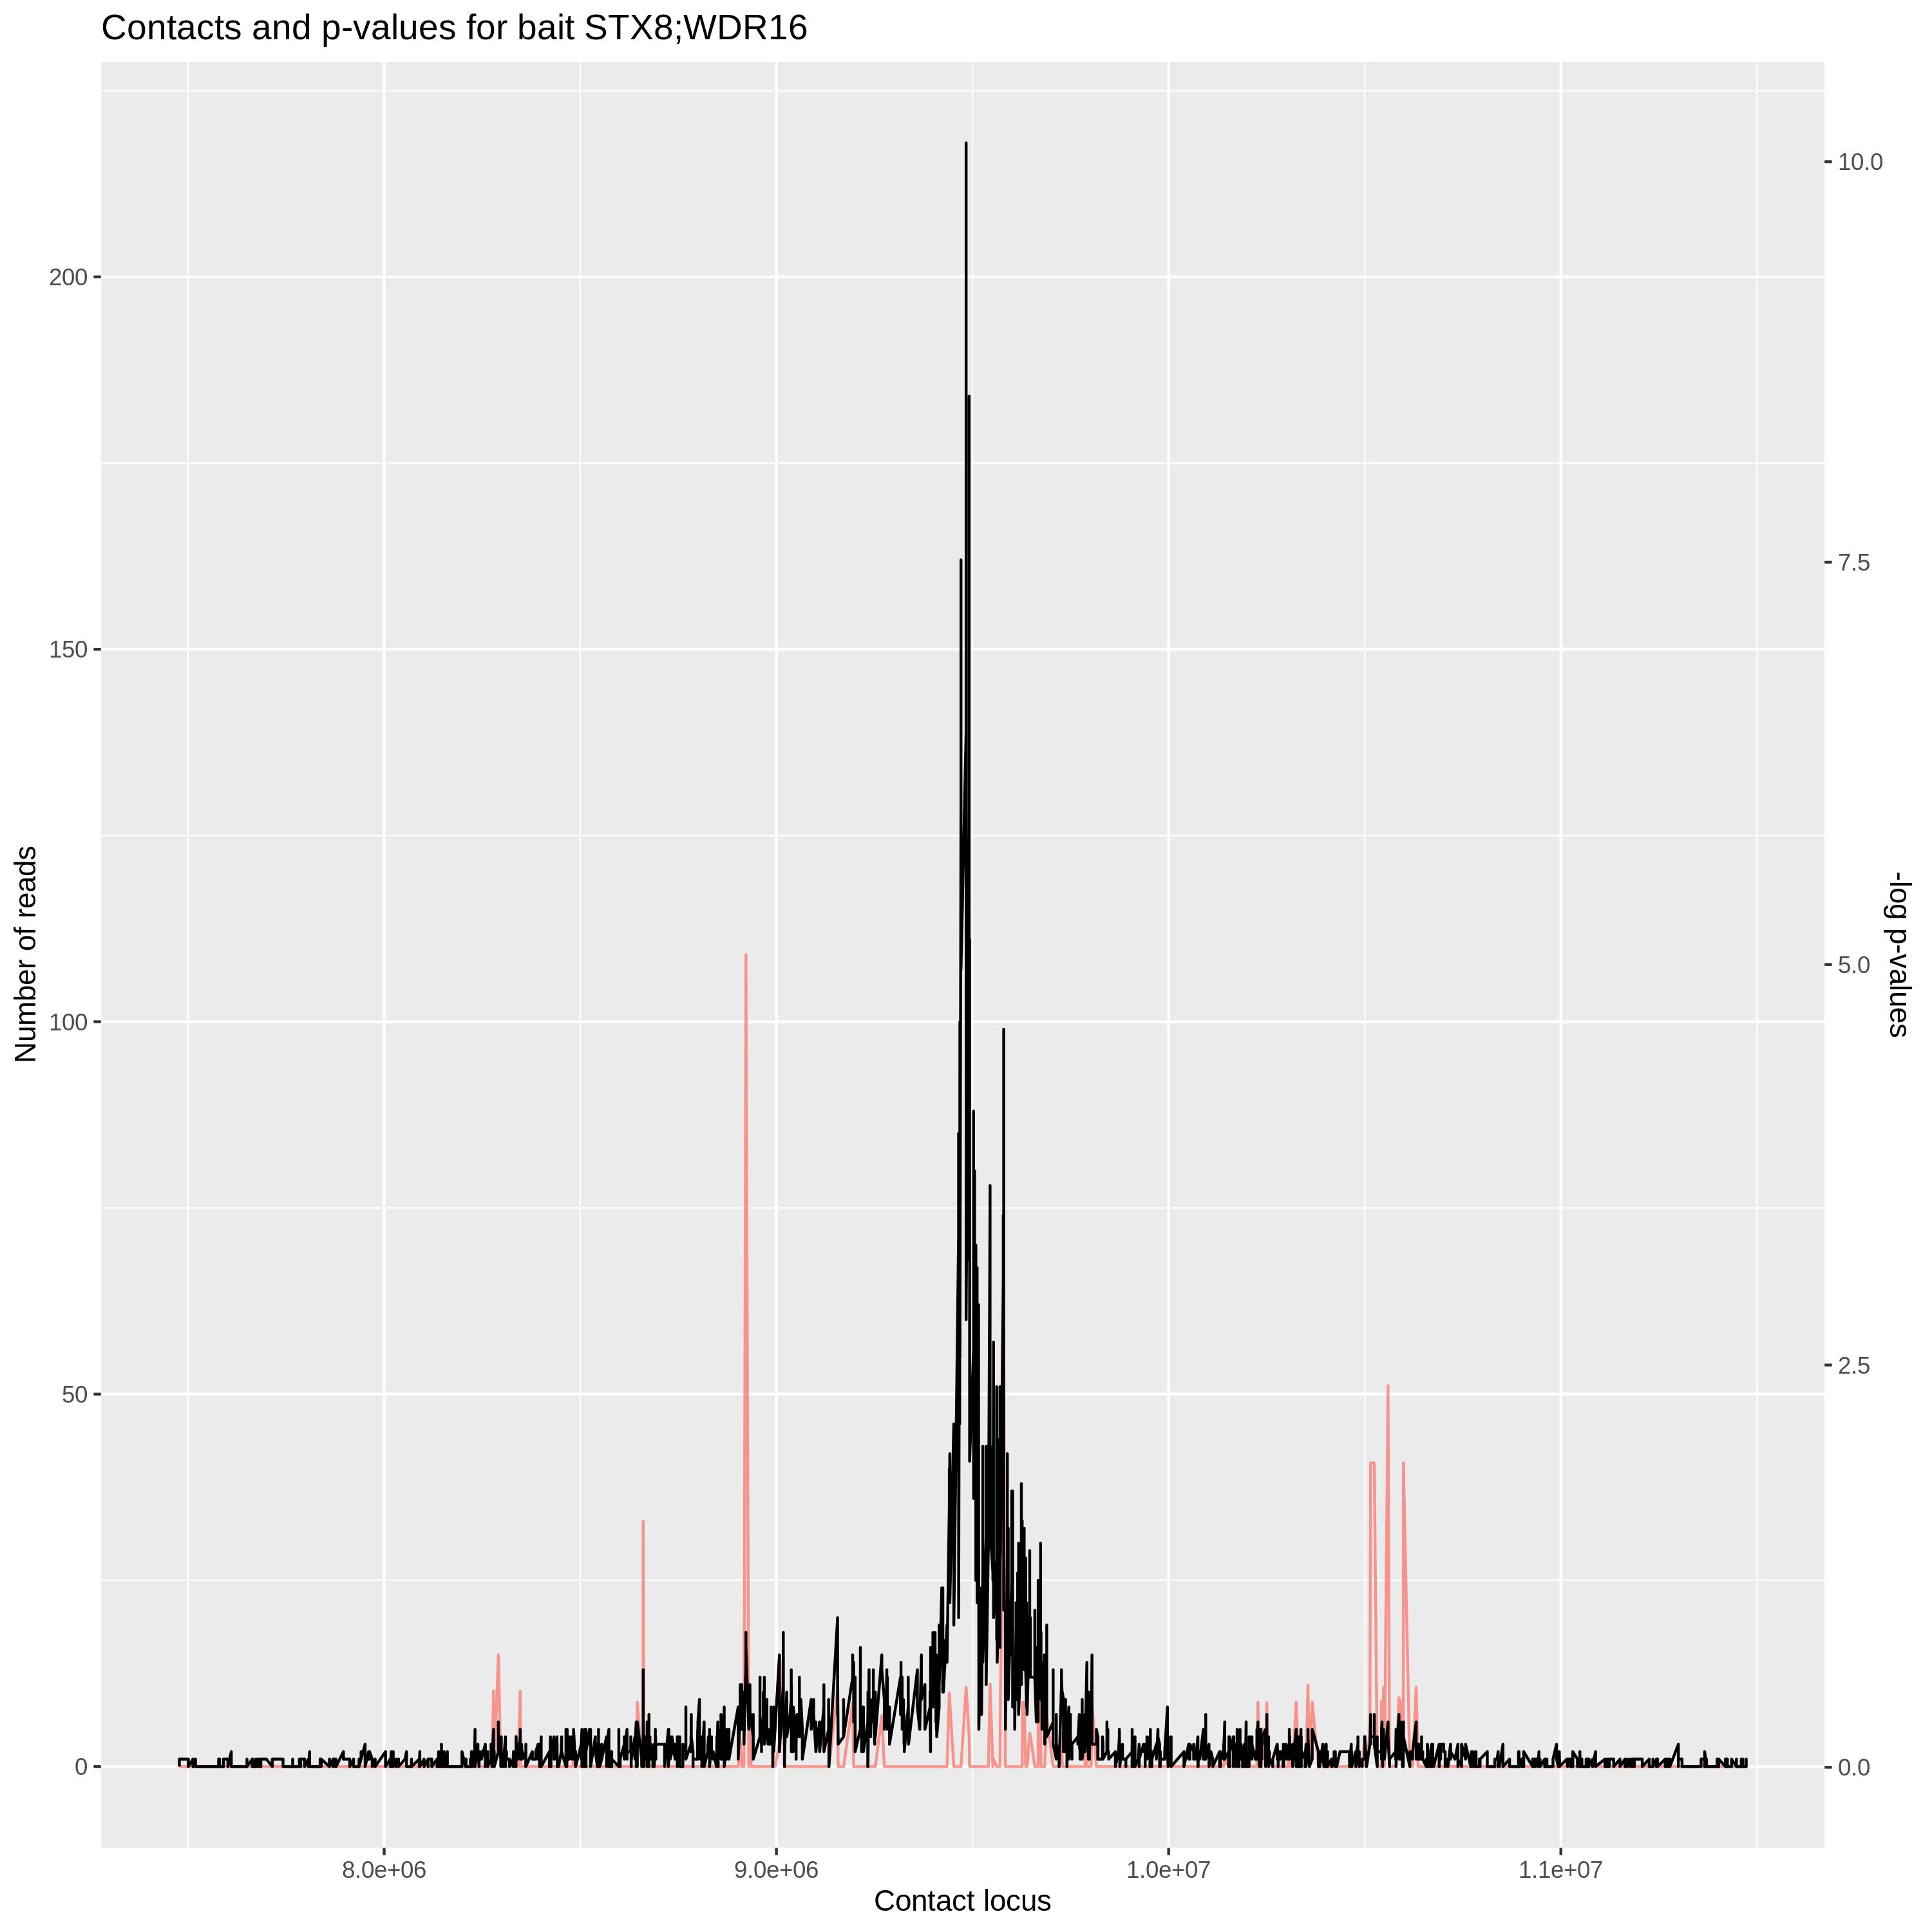 Contacts and p-values for bait STX8;WDR16
Number of reads
200
150
100
50
0
10.0
7.5
5.0
2.5
0.0
-log p-values
8.0e+06
9.0e+06
1.0e+07
1.1e+07
Contact locus